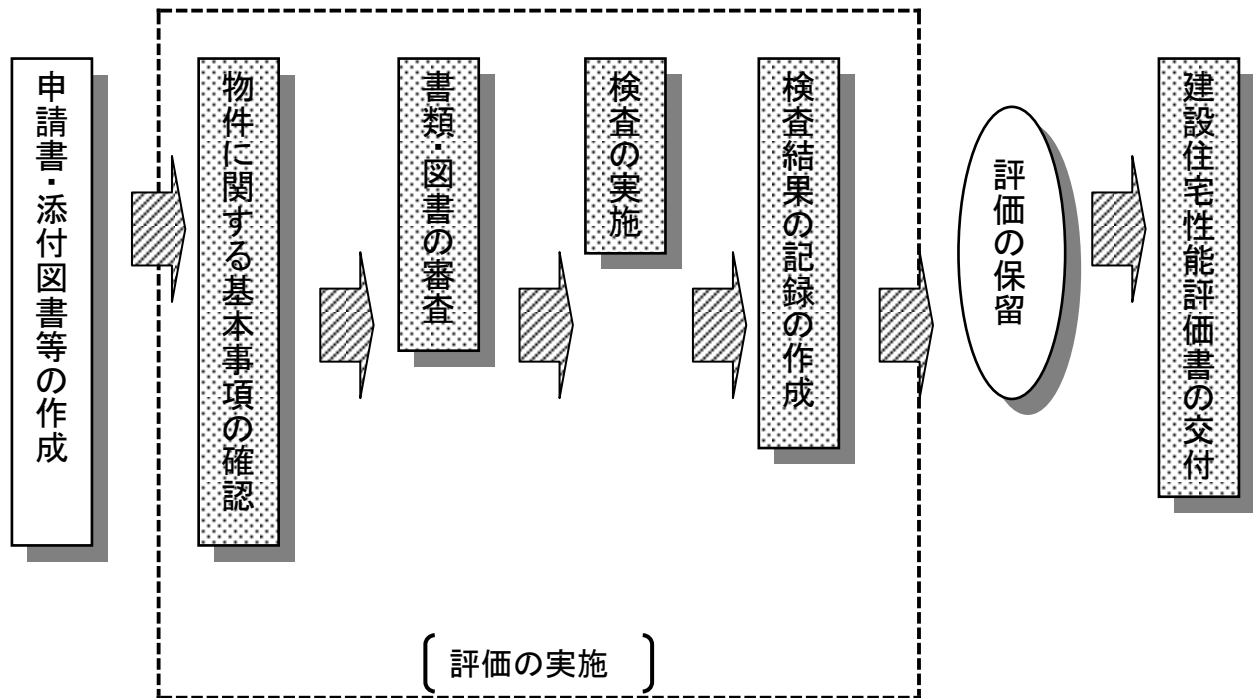 申請書・添付図書等の作成
物件に関する基本事項の確認
書類・図書の審査
検査の実施
検査結果の記録の作成
評価の保留
建設住宅性能評価書の交付
〔評価の実施〕